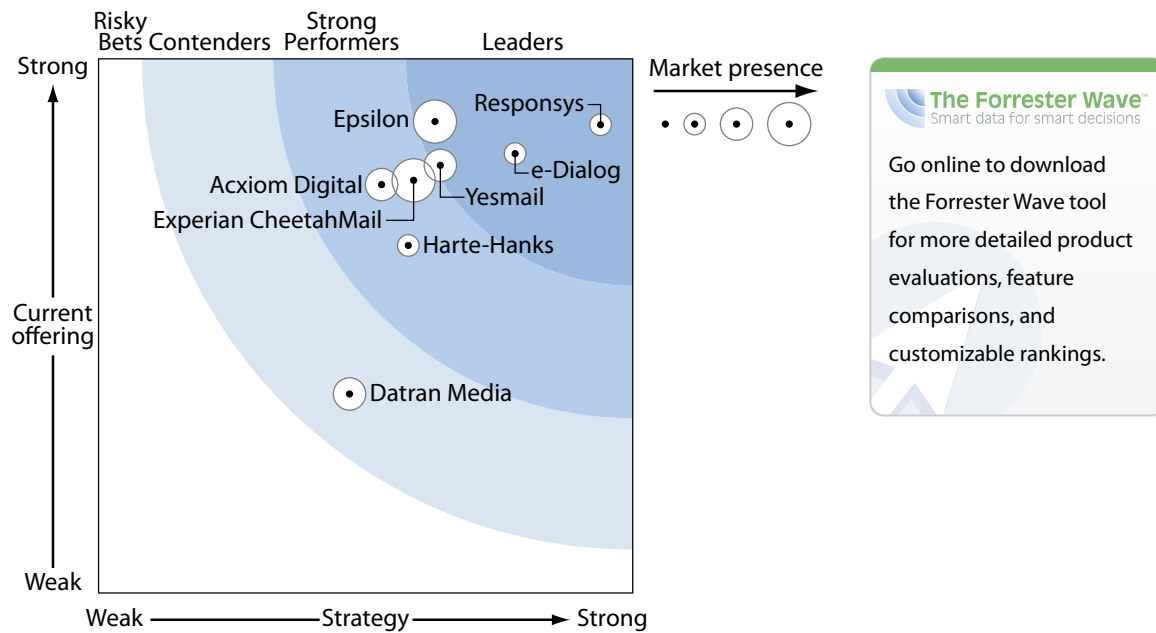 Risky
Bets
Contenders
Strong
Performers
Leaders
Strong
Current
offering
Weak
Weak
Strategy
Strong
Epsilon
Responsys
e-Dialog
Acxiom Digital
Yesmail
Experian CheetahMail
Harte-Hanks
Datran Media
Market presence
The Forrester Wave™
Smart data for smart decisions
Go online to download
the Forrester Wave tool
for more detailed product
evaluations, feature
comparisons, and
customizable rankings.